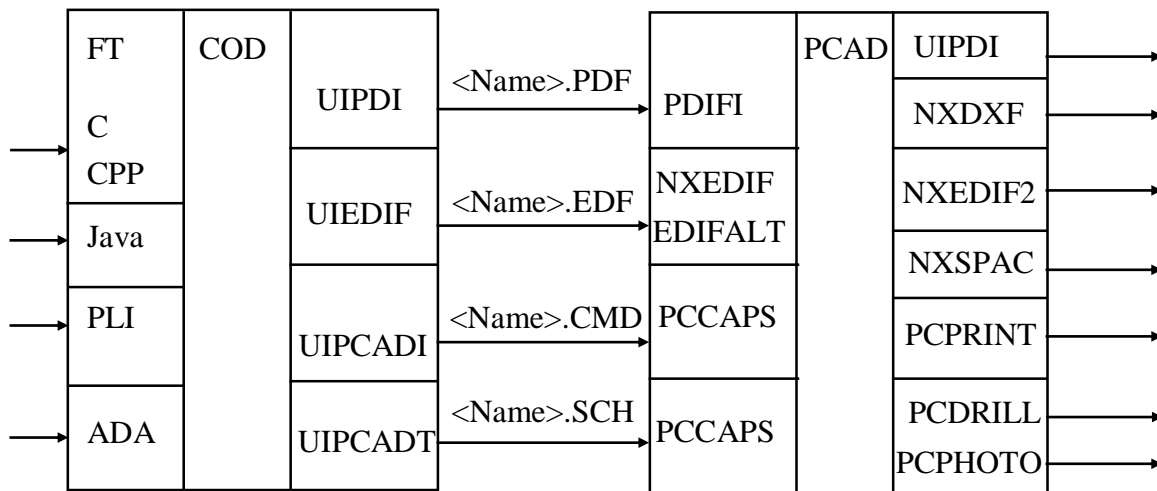 FT
C
CPP
Java
PLI
ADA
COD
UIPDI
UIEDIF
UIPCADI
UIPCADT
<Name>.PDF
<Name>.EDF
<Name>.CMD
<Name>.SCH
PDIFI
NXEDIF
EDIFALT
PCCAPS
PCCAPS
PCAD
UIPDI
NXDXF
NXEDIF2
NXSPAC
PCPRINT
PCDRILL
PCPHOTO